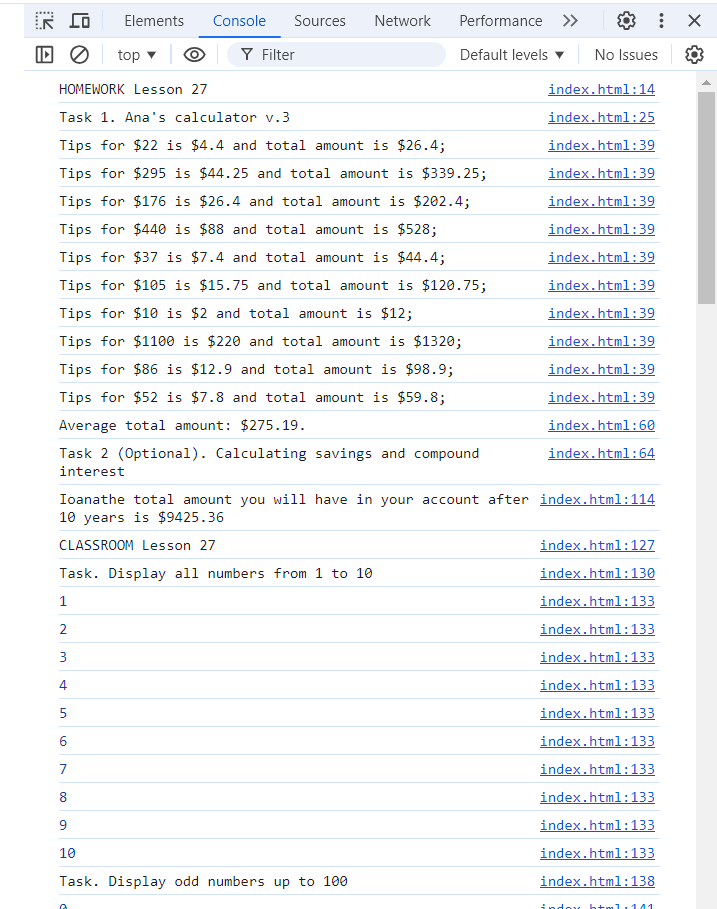 Elements Console Sources Network Performance
top Filter Default levels No Issues
HOMEWORK Lesson 27 index.html:14
Task 1. Ana's calculator v.3 index.html:25
Tips for $22 is $4.4 and total amount is $26.4; index.html:39
Tips for $295 is $44.25 and total amount is $339.25; index.html:39
Tips for $176 is $26.4 and total amount is $202.4; index.html:39
Tips for $440 is $88 and total amount is $528; index.html:39
Tips for $37 is $7.4 and total amount is $44.4; index.html:39
Tips for $105 is $15.75 and total amount is $120.75; index.html:39
Tips for $10 is $2 and total amount is $12; index.html:39
Tips for $1100 is $220 and total amount is $1320; index.html:39
Tips for $86 is $12.9 and total amount is $98.9; index.html:39
Tips for $52 is $7.8 and total amount is $59.8; index.html:39
Average total amount: $275.19. index.html:60
Task 2 (Optional). Calculating savings and compound index.html:64
interest
Ioanathe total amount you will have in your account after index.html:114
10 years is $9425.36
CLASSROOM Lesson 27 index.html:127
Task. Display all numbers from 1 to 10 index.html:130
1 index.html:133
2 index.html:133
3 index.html:133
4 index.html:133
5 index.html:133
6 index.html:133
7 index.html:133
8 index.html:133
9 index.html:133
10 index.html:133
Task. Display odd numbers up to 100 index.html:138
0 index.html:141